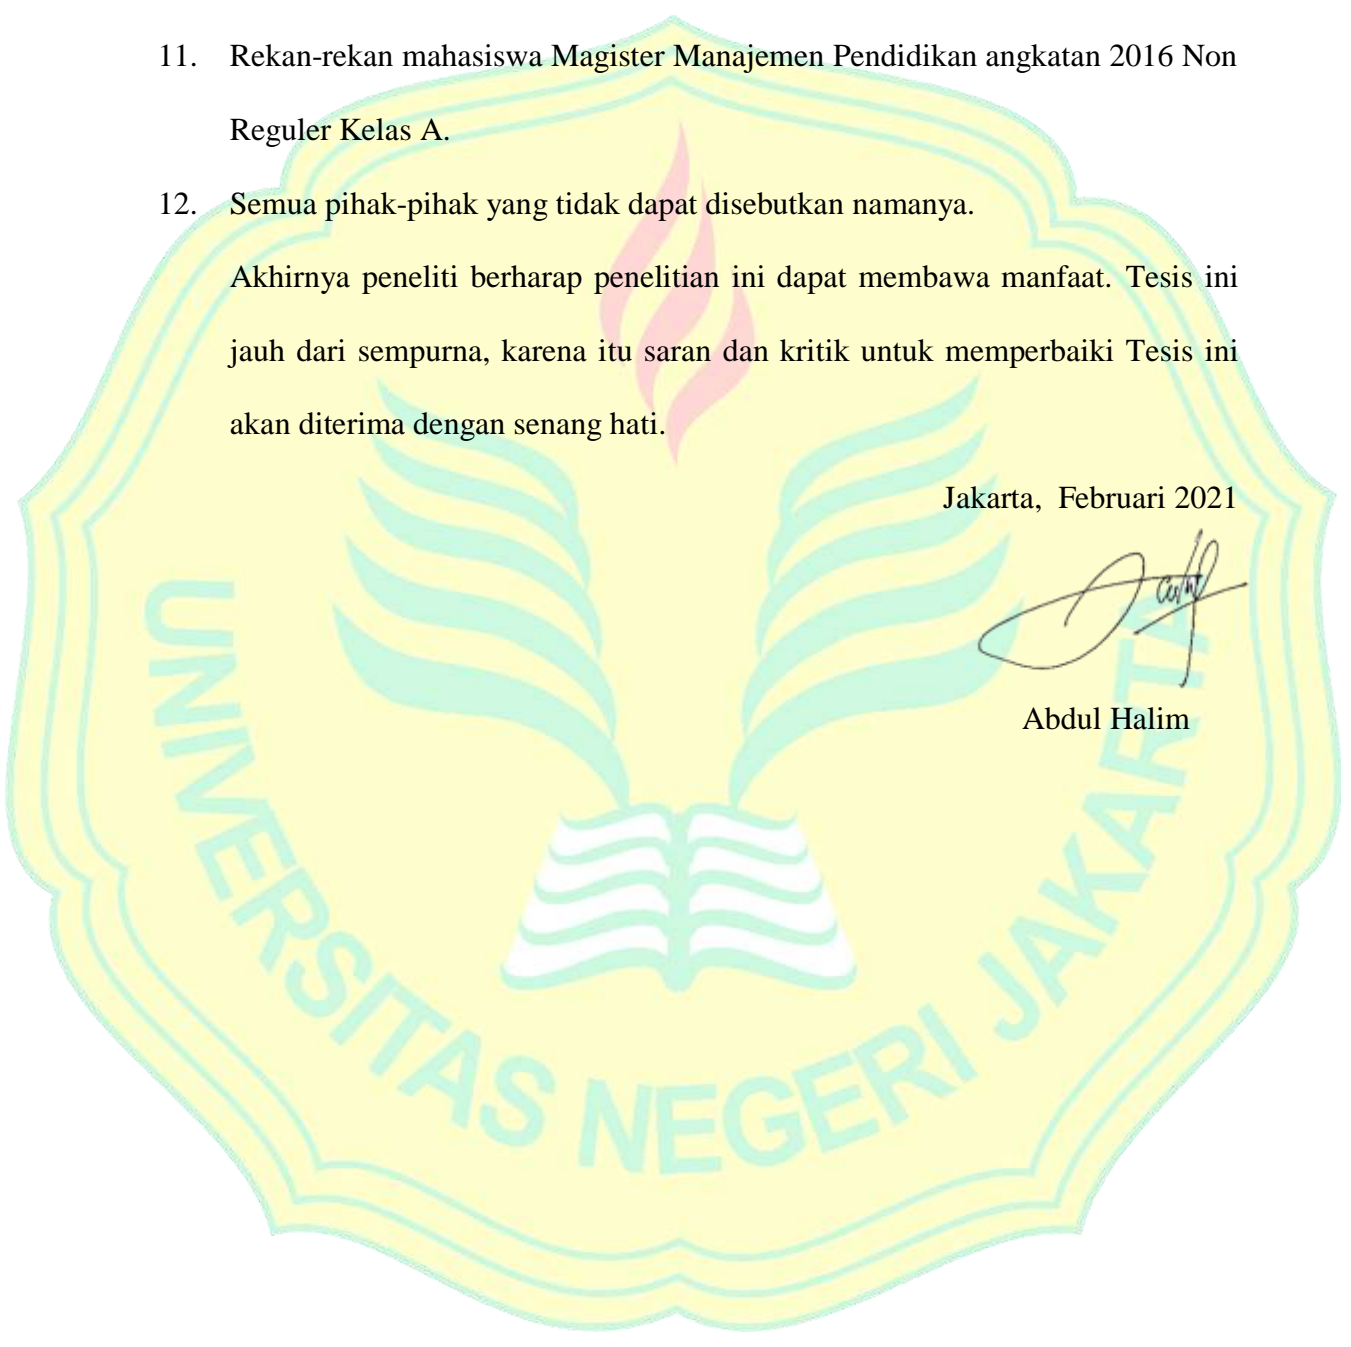 11. Rekan-rekan mahasiswa Magister Manajemen Pendidikan angkatan 2016 Non
Reguler Kelas A.
12. Semua pihak-pihak yang tidak dapat disebutkan namanya.
Akhirnya peneliti berharap penelitian ini dapat membawa manfaat. Tesis ini
jauh dari sempurna, karena itu saran dan kritik untuk memperbaiki Tesis ini
akan diterima dengan senang hati.
Jakarta, Februari 2021
Abdul Halim
UNIVERSITAS NEGERI JAKARTA